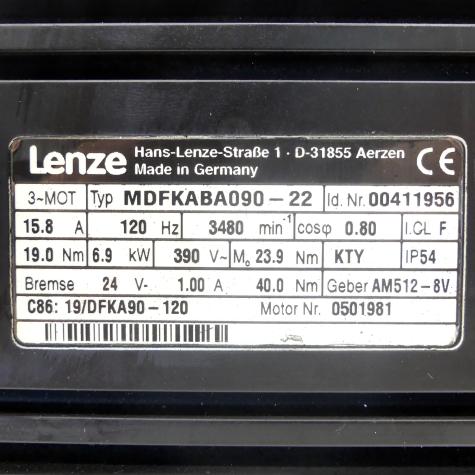 Lenze Hans-Lenze-Straße 1 · D-31855 Aerzen
Made in Germany CE
3~MOT Typ MDFKABA090-22 Id. Nr. 00411956
15.8 A 120 Hz 3480 min-1 cosφ 0.80 I.CL F
19.0 Nm 6.9 kW 390 V~ Mo 23.9 Nm KTY IP54
Bremse 24 V- 1.00 A 40.0 Nm Geber AM512-8V
C86: 19/DFKA90-120 Motor Nr. 0501981